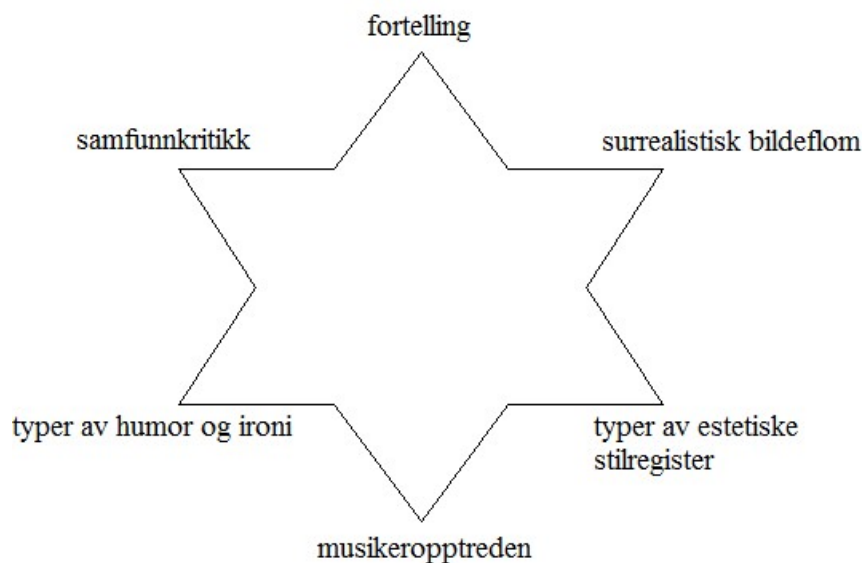 fortelling
samfunnkritikk
surrealistisk bildeflom
typer av humor og ironi
typer av estetiske
stilregister
musikeropptreden